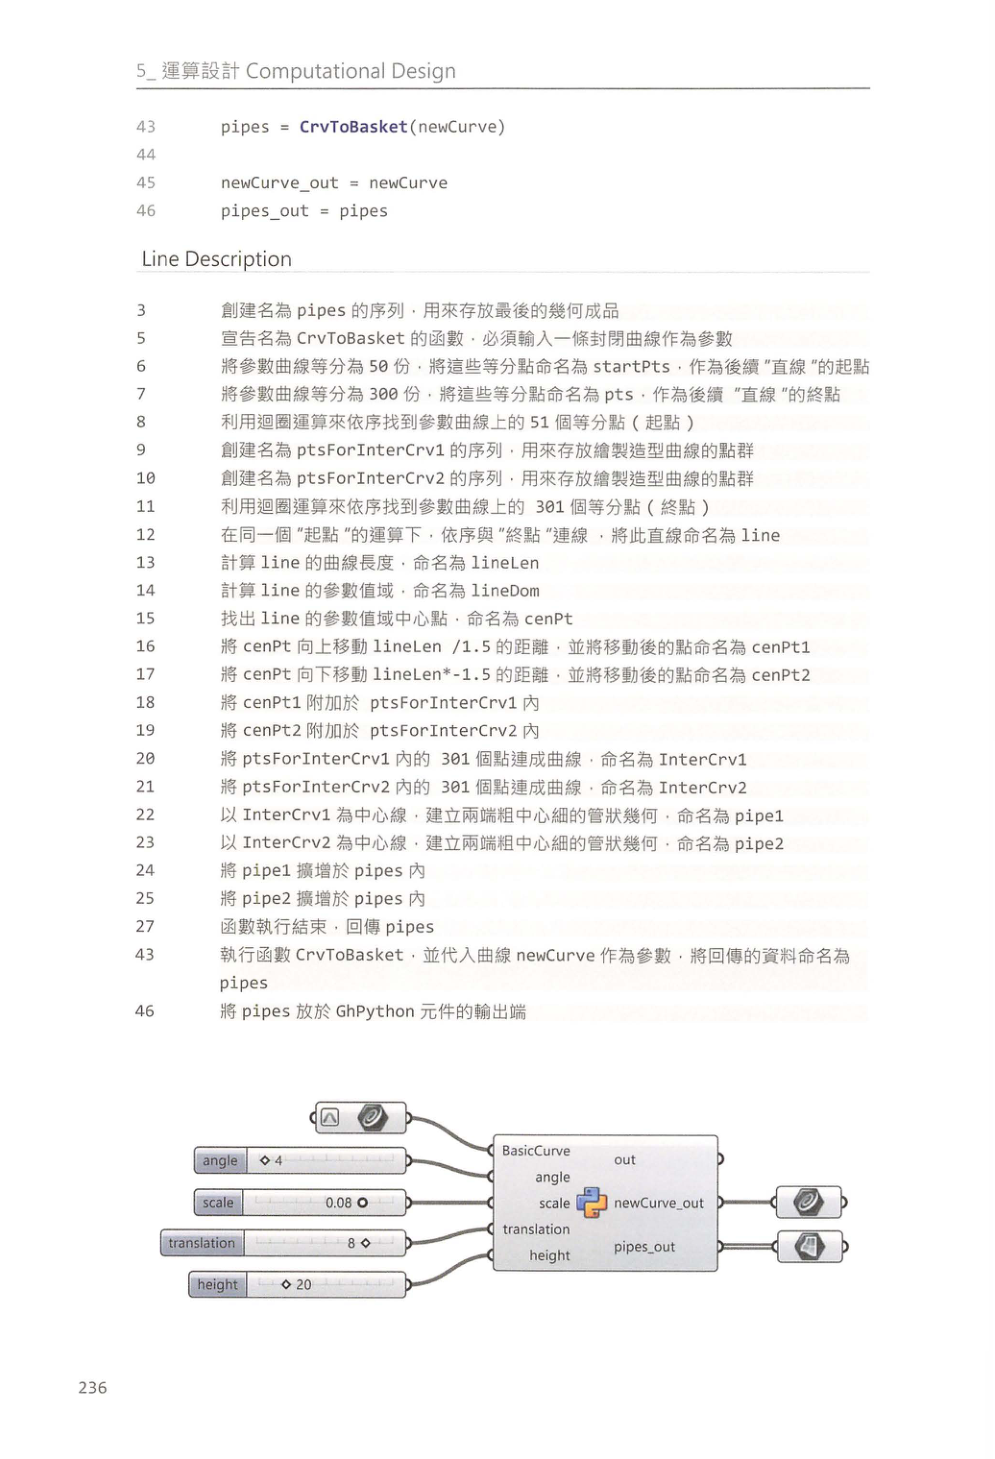 5_ 運算設計 Computational Design
43 pipes = CrvToBasket(newCurve)
44
45 newCurve_out = newCurve
46 pipes_out = pipes
Line Description
3 創建名為 pipes 的序列，用來存放最後的幾何成品
5 宣告名為 CrvToBasket 的函數，必須輸入一條封閉曲線作為參數
6 將參數曲線等分為 50 份，將這些等分點命名為 startPts，作為後續 "直線 "的起點
7 將參數曲線等分為 300 份，將這些等分點命名為 pts，作為後續 "直線 "的終點
8 利用迴圈運算來依序找到參數曲線上的 51 個等分點 ( 起點 )
9 創建名為 ptsForInterCrv1 的序列，用來存放繪製造型曲線的點群
10 創建名為 ptsForInterCrv2 的序列，用來存放繪製造型曲線的點群
11 利用迴圈運算來依序找到參數曲線上的 301 個等分點 ( 終點 )
12 在同一個 "起點 "的運算下，依序與 "終點 "連線 ，將此直線命名為 line
13 計算 line 的曲線長度，命名為 lineLen
14 計算 line 的參數值域，命名為 lineDom
15 找出 line 的參數值域中心點，命名為 cenPt
16 將 cenPt 向上移動 lineLen /1.5 的距離，並將移動後的點命名為 cenPt1
17 將 cenPt 向下移動 lineLen*-1.5 的距離，並將移動後的點命名為 cenPt2
18 將 cenPt1 附加於 ptsForInterCrv1 內
19 將 cenPt2 附加於 ptsForInterCrv2 內
20 將 ptsForInterCrv1 內的 301 個點連成曲線，命名為 InterCrv1
21 將 ptsForInterCrv2 內的 301 個點連成曲線，命名為 InterCrv2
22 以 InterCrv1 為中心線，建立兩端粗中心細的管狀幾何，命名為 pipe1
23 以 InterCrv2 為中心線，建立兩端粗中心細的管狀幾何，命名為 pipe2
24 將 pipe1 擴增於 pipes 內
25 將 pipe2 擴增於 pipes 內
27 函數執行結束，回傳 pipes
43 執行函數 CrvToBasket，並代入曲線 newCurve 作為參數，將回傳的資料命名為
pipes
46 將 pipes 放於 GhPython 元件的輸出端
angle 4
scale 0.08
translation 8
height 20
BasicCurve
angle
scale
translation
height
out
newCurve_out
pipes_out
236